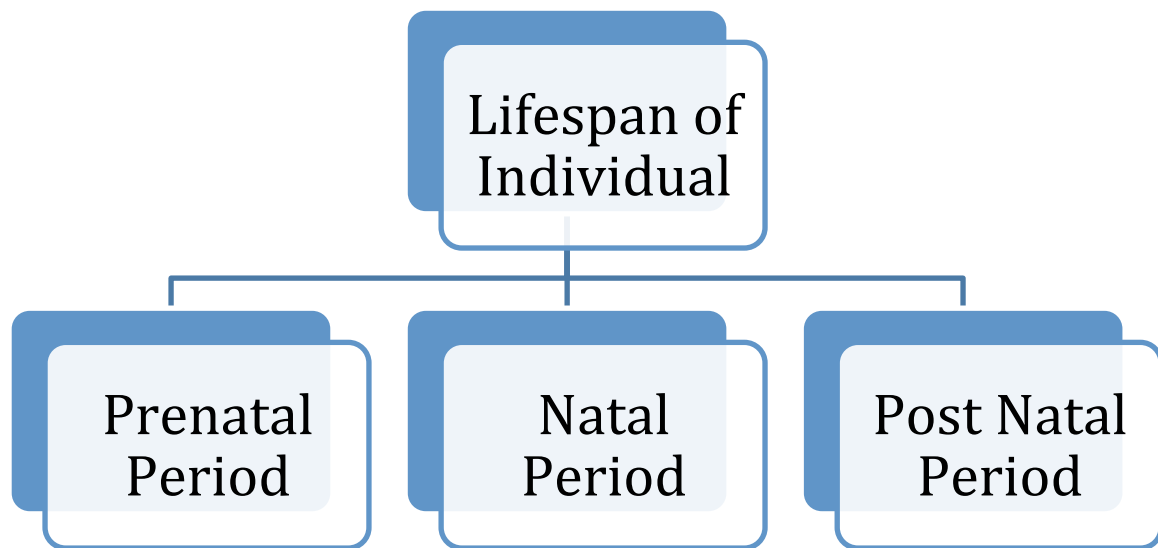 Lifespan of
Individual
Prenatal
Period
Natal
Period
Post Natal
Period